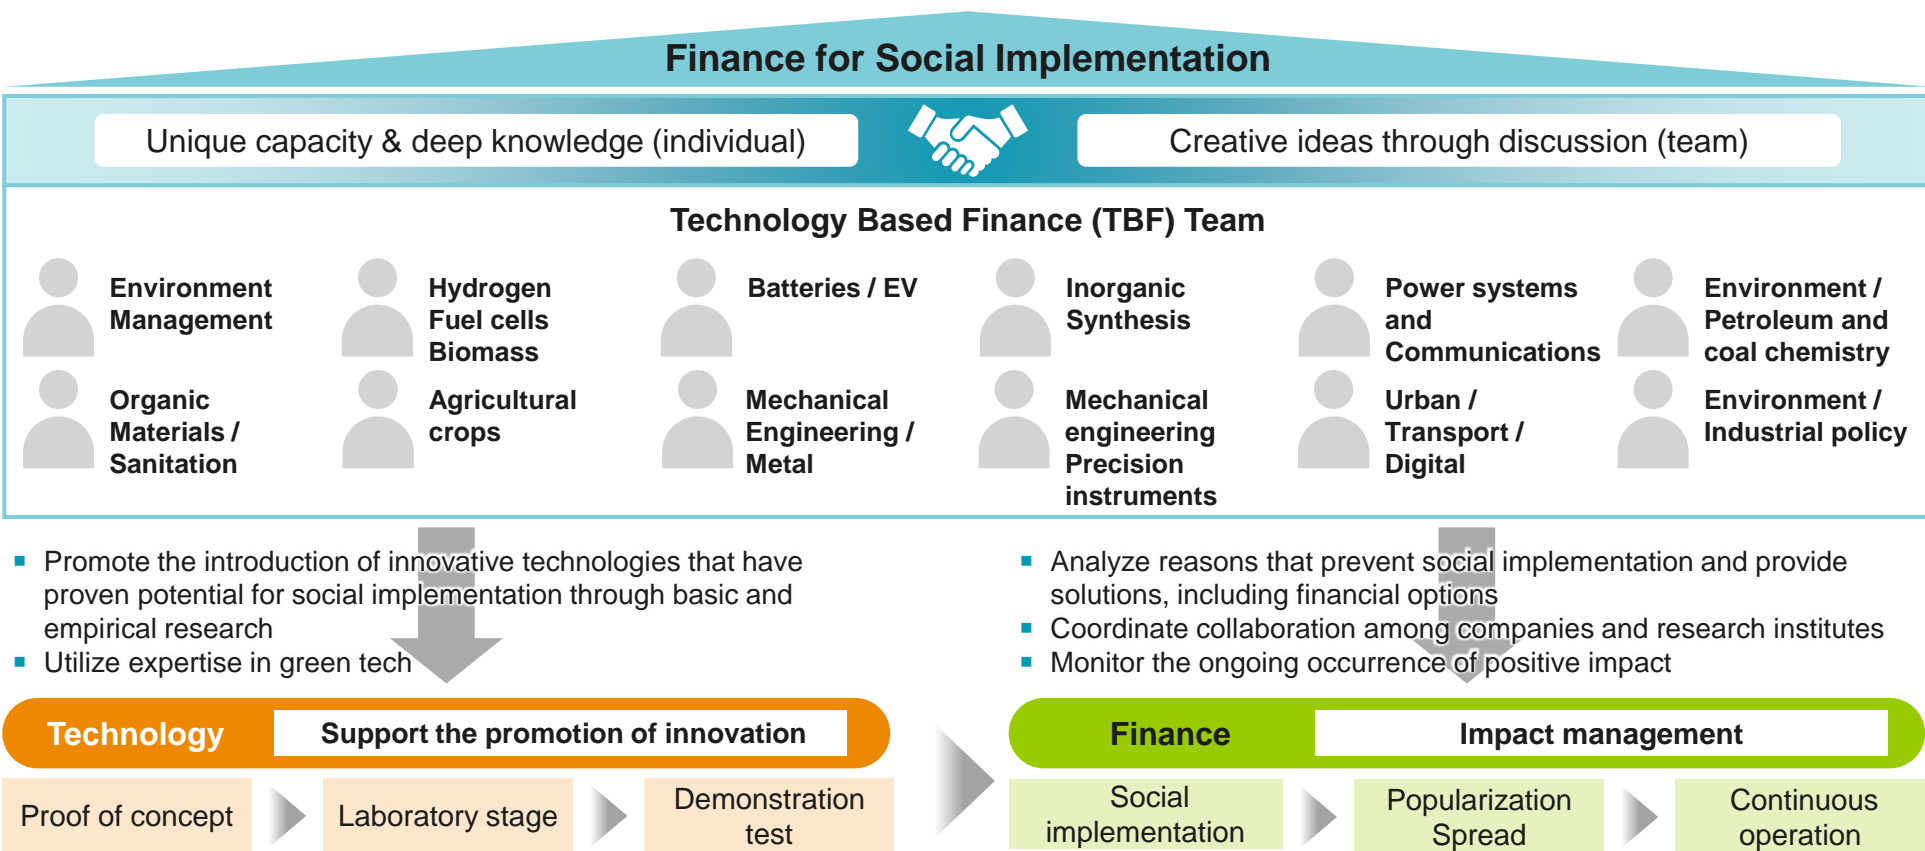 Finance for Social Implementation
Unique capacity & deep knowledge (individual)
Creative ideas through discussion (team)
Technology Based Finance (TBF) Team
Environment
Management
Hydrogen
Fuel cells
Biomass
Batteries / EV
Inorganic
Synthesis
Power systems
and
Communications
Environment /
Petroleum and
coal chemistry
Organic
Materials /
Sanitation
Agricultural
crops
Mechanical
Engineering /
Metal
Mechanical
engineering
Precision
instruments
Urban /
Transport /
Digital
Environment /
Industrial policy
▪ Promote the introduction of innovative technologies that have
proven potential for social implementation through basic and
empirical research
▪ Utilize expertise in green tech
▪ Analyze reasons that prevent social implementation and provide
solutions, including financial options
▪ Coordinate collaboration among companies and research institutes
▪ Monitor the ongoing occurrence of positive impact
Technology
Support the promotion of innovation
Finance
Impact management
Proof of concept
Laboratory stage
Demonstration
test
Social
implementation
Popularization
Spread
Continuous
operation